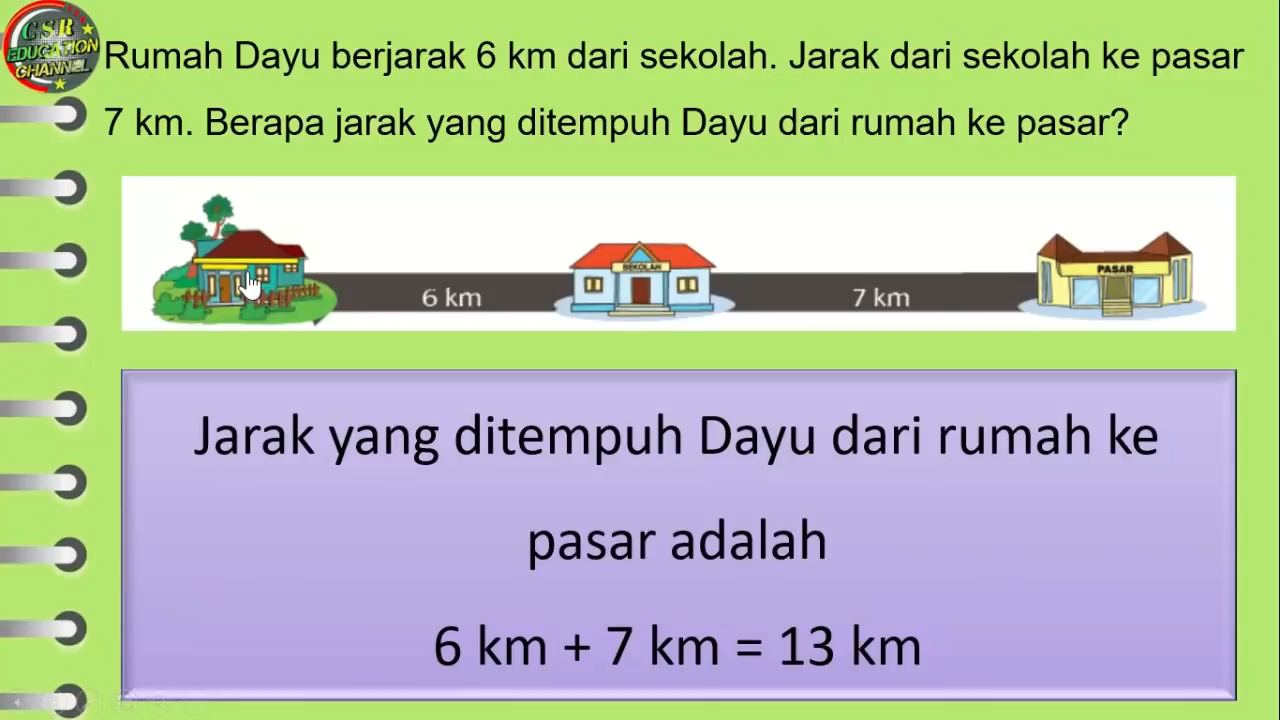 CSR
EDUCATION
CHANNEL
Rumah Dayu berjarak 6 km dari sekolah. Jarak dari sekolah ke pasar
7 km. Berapa jarak yang ditempuh Dayu dari rumah ke pasar?
SEKOLAH
PASAR
6 km
7 km
Jarak yang ditempuh Dayu dari rumah ke
pasar adalah
6 km + 7 km = 13 km